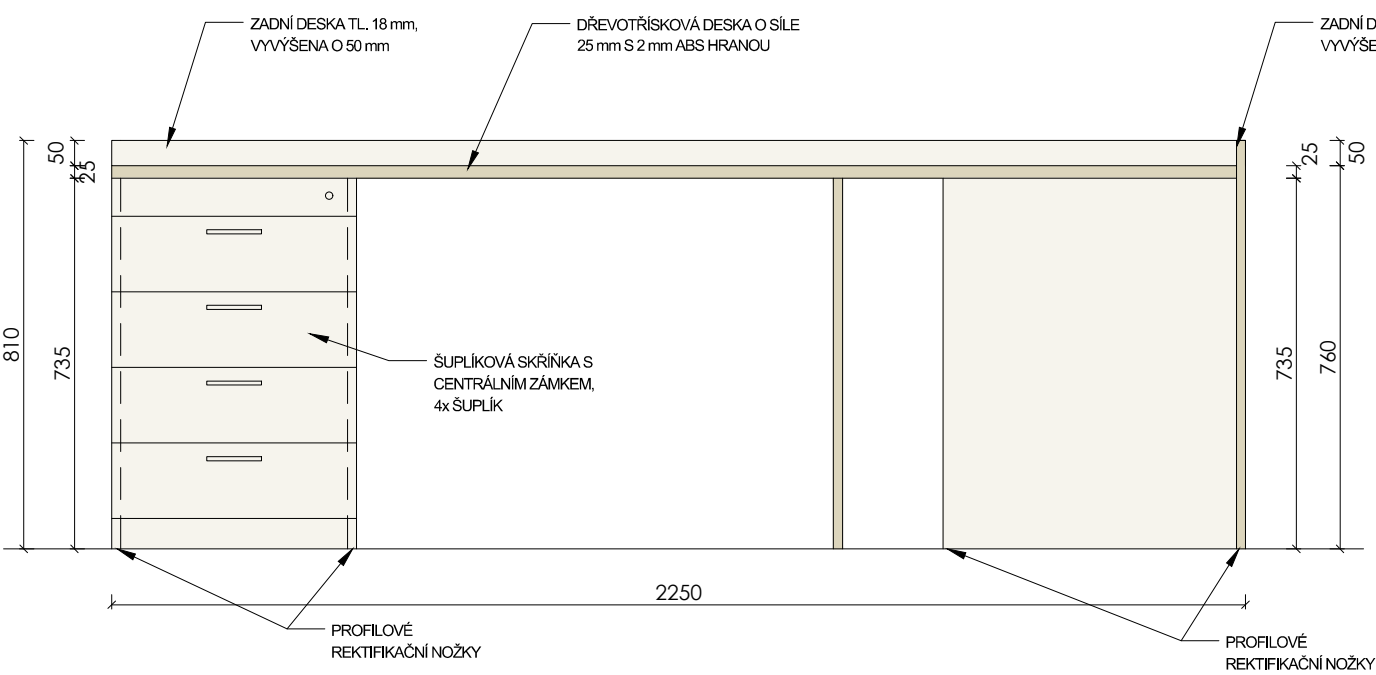 ZADNÍ DESKA TL. 18 mm,
VYVÝŠENA O 50 mm
DŘEVOTŘÍSKOVÁ DESKA O SÍLE
25 mm S 2 mm ABS HRANOU
ZADNÍ D
VYVÝŠE
50
25
810
735
25
50
735
760
ŠUPLÍKOVÁ SKŘÍŇKA S
CENTRÁLNÍM ZÁMKEM,
4x ŠUPLÍK
2250
PROFILOVÉ
REKTIFIKAČNÍ NOŽKY
PROFILOVÉ
REKTIFIKAČNÍ NOŽKY